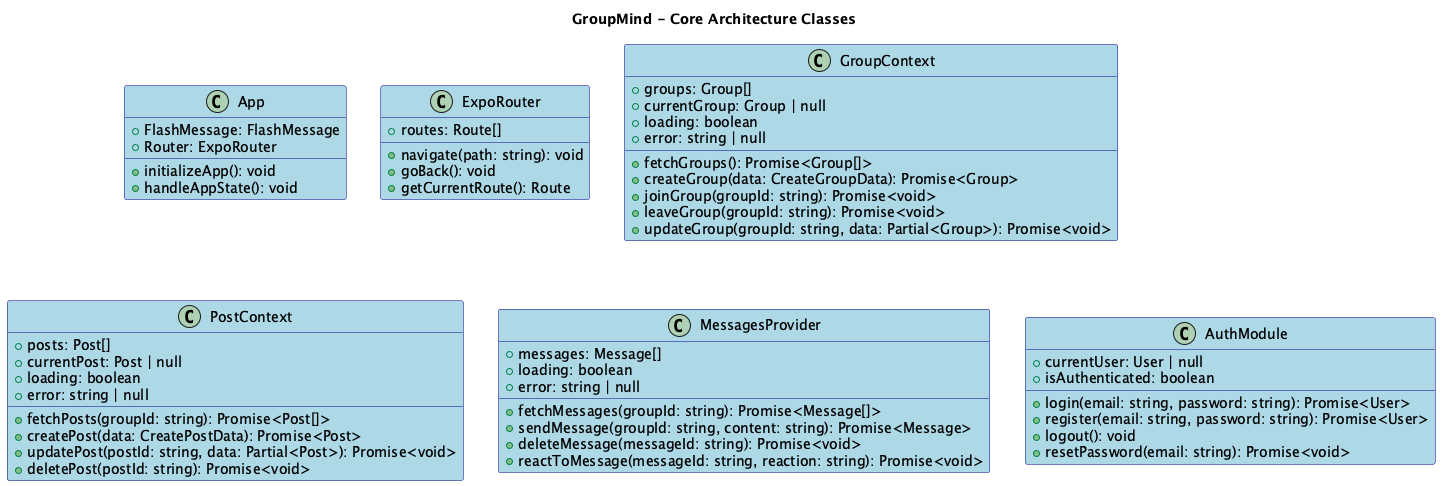 GroupMind – Core Architecture Classes
C App
FlashMessage: FlashMessage
Router: ExpoRouter
initializeApp(): void
handleAppState(): void
C ExpoRouter
routes: Route[]
navigate(path: string): void
goBack(): void
getCurrentRoute(): Route
C GroupContext
groups: Group[]
currentGroup: Group | null
loading: boolean
error: string | null
fetchGroups(): Promise<Group[]>
createGroup(data: CreateGroupData): Promise<Group>
joinGroup(groupId: string): Promise<void>
leaveGroup(groupId: string): Promise<void>
updateGroup(groupId: string, data: Partial<Group>): Promise<void>
C PostContext
posts: Post[]
currentPost: Post | null
loading: boolean
error: string | null
fetchPosts(groupId: string): Promise<Post[]>
createPost(data: CreatePostData): Promise<Post>
updatePost(postId: string, data: Partial<Post>): Promise<void>
deletePost(postId: string): Promise<void>
C MessagesProvider
messages: Message[]
loading: boolean
error: string | null
fetchMessages(groupId: string): Promise<Message[]>
sendMessage(groupId: string, content: string): Promise<Message>
deleteMessage(messageId: string): Promise<void>
reactToMessage(messageId: string, reaction: string): Promise<void>
C AuthModule
currentUser: User | null
isAuthenticated: boolean
login(email: string, password: string): Promise<User>
register(email: string, password: string): Promise<User>
logout(): void
resetPassword(email: string): Promise<void>